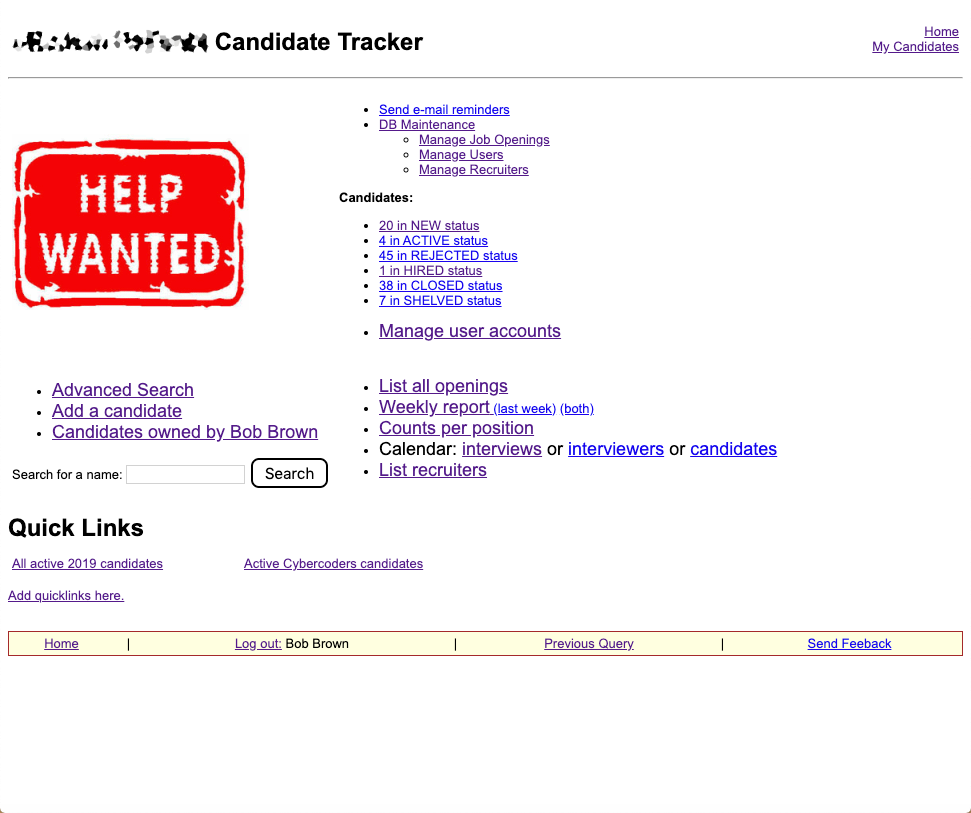 Candidate Tracker
Home
My Candidates
HELP
WANTED
Send e-mail reminders
DB Maintenance
Manage Job Openings
Manage Users
Manage Recruiters
Candidates:
20 in NEW status
4 in ACTIVE status
45 in REJECTED status
1 in HIRED status
38 in CLOSED status
7 in SHELVED status
Manage user accounts
Advanced Search
Add a candidate
Candidates owned by Bob Brown
Search for a name: Search
List all openings
Weekly report (last week) (both)
Counts per position
Calendar: interviews or interviewers or candidates
List recruiters
Quick Links
All active 2019 candidates Active Cybercoders candidates
Add quicklinks here.
Home | Log out: Bob Brown | Previous Query | Send Feeback